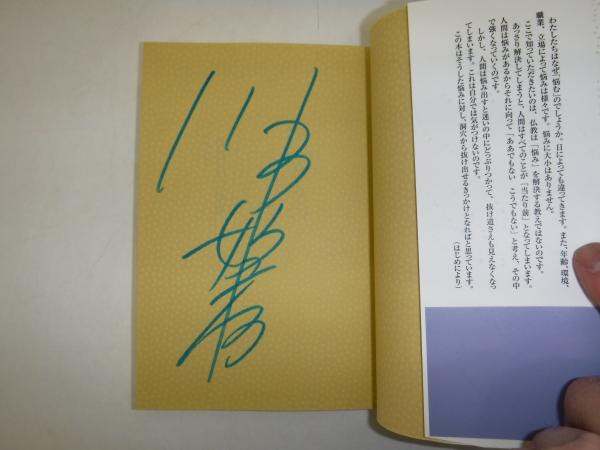 わたしたちはなぜ「悩む」のでしょうか。日によっても違ってきます。また、年齢、環境、
職業、立場によって悩みは様々です。悩みに大小はありません。
ここで知っていただきたいのは、仏教は「悩み」を解決する教えではないのです。
あっさり解決してしまうと、人間はすべてのことが「当たり前」となってしまいます。
人間は悩みがあるからそれに向って「ああでもない　こうでもない」と考え、その中
で強くなっていくのです。
しかし、人間は悩み出すと迷いの中にどっぷりつかって、抜け道さえも見えなくなっ
てしまいます。これは自分では気がつけないのです。
この本はそうした悩みに対し、洞穴から抜け出せるきっかけとなればと思っています。
（はじめにより）